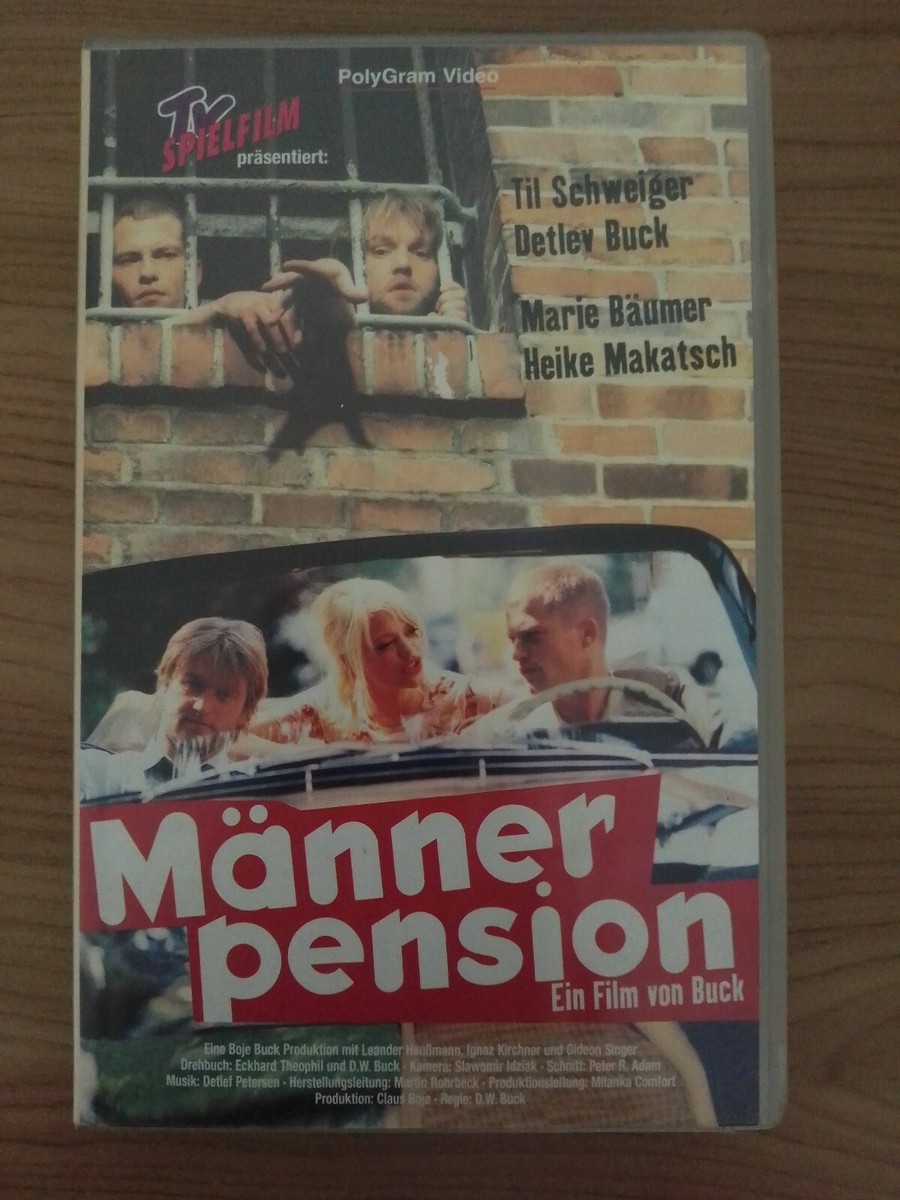 PolyGram Video
TV
SPIELFILM
präsentiert:
Til Schweiger
Detlev Buck
Marie Bäumer
Heike Makatsch
Männer
pension
Ein Film von Buck
Eine Boje Buck Produktion mit Leander Haußmann, Ignaz Kirchner und Gideon Singer
Drehbuch: Eckhard Theophil und D.W. Buck · Kamera: Slawomir Idziak · Schnitt: Peter R. Adam
Musik: Detlef Petersen · Herstellungsleitung: Martin Rohrbeck · Produktionsleitung: Milanka Comfort
Produktion: Claus Boje · Regie: D.W. Buck